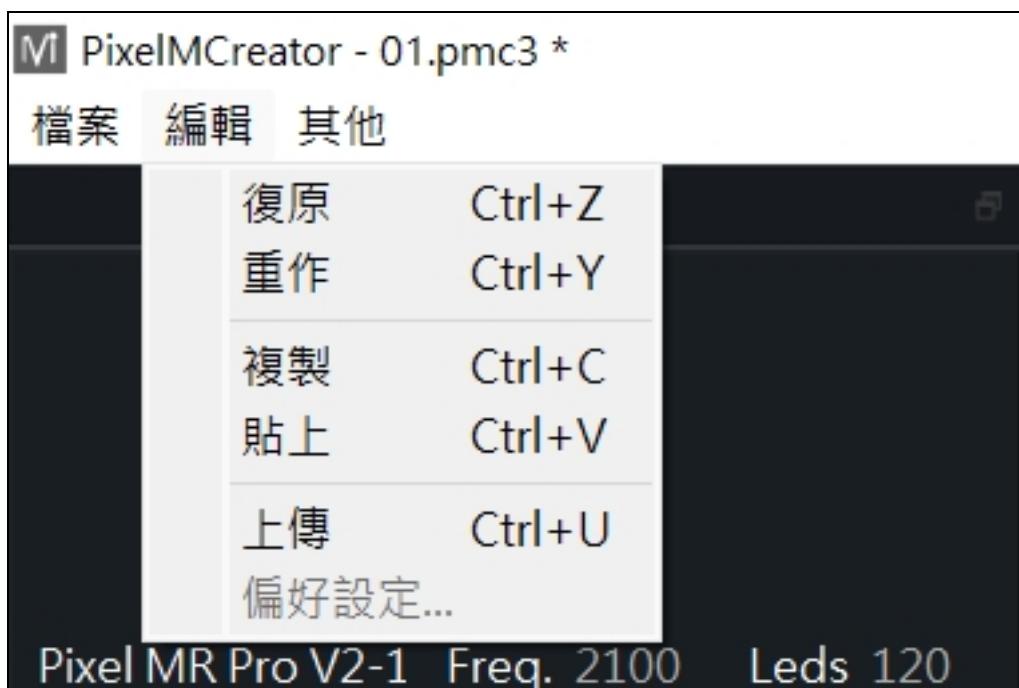 PixelMCreator - 01.pmc3 *
檔案 編輯 其他
復原 Ctrl+Z
重作 Ctrl+Y
複製 Ctrl+C
貼上 Ctrl+V
上傳 Ctrl+U
偏好設定...
Pixel MR Pro V2-1 Freq. 2100 Leds 120